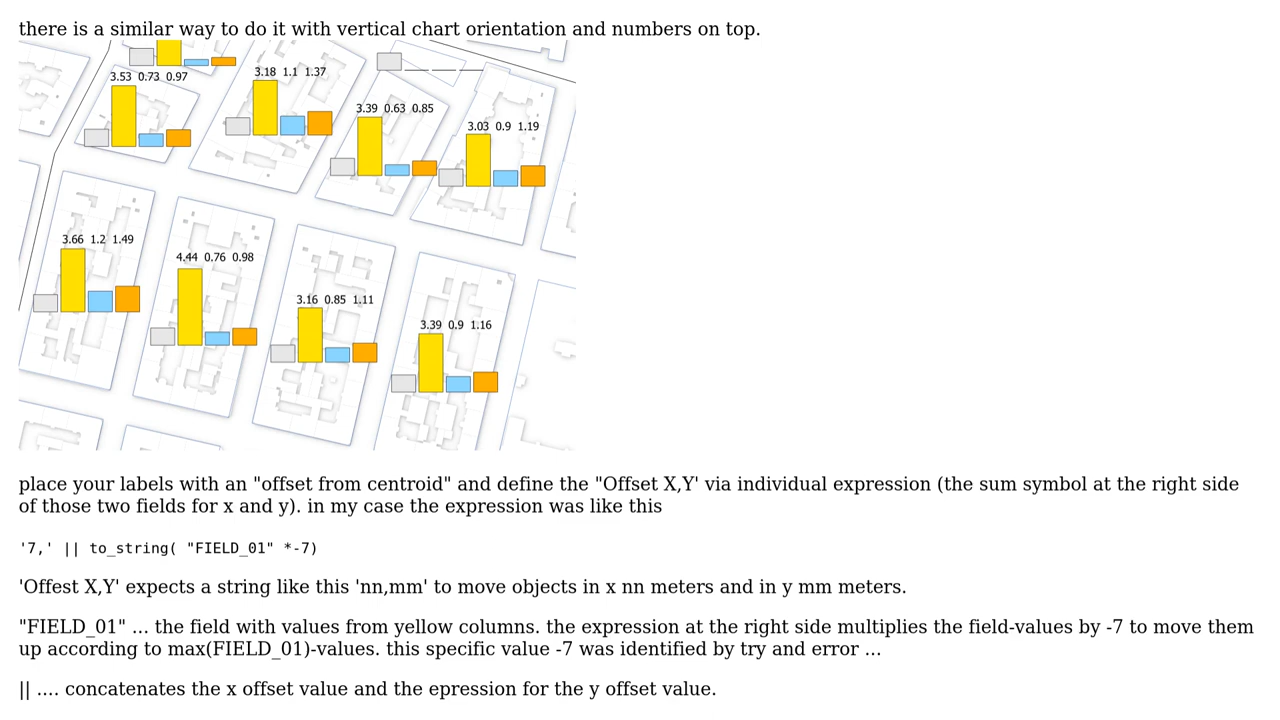 there is a similar way to do it with vertical chart orientation and numbers on top.
3.53 0.73 0.97
3.18 1.1 1.37
3.39 0.63 0.85
3.03 0.9 1.19
3.66 1.2 1.49
4.44 0.76 0.98
3.16 0.85 1.11
3.39 0.9 1.16
place your labels with an "offset from centroid" and define the "Offset X,Y' via individual expression (the sum symbol at the right side
of those two fields for x and y). in my case the expression was like this
'7,' || to_string( "FIELD_01" *-7)
'Offest X,Y' expects a string like this 'nn,mm' to move objects in x nn meters and in y mm meters.
"FIELD_01" ... the field with values from yellow columns. the expression at the right side multiplies the field-values by -7 to move them
up according to max(FIELD_01)-values. this specific value -7 was identified by try and error ...
|| .... concatenates the x offset value and the epression for the y offset value.